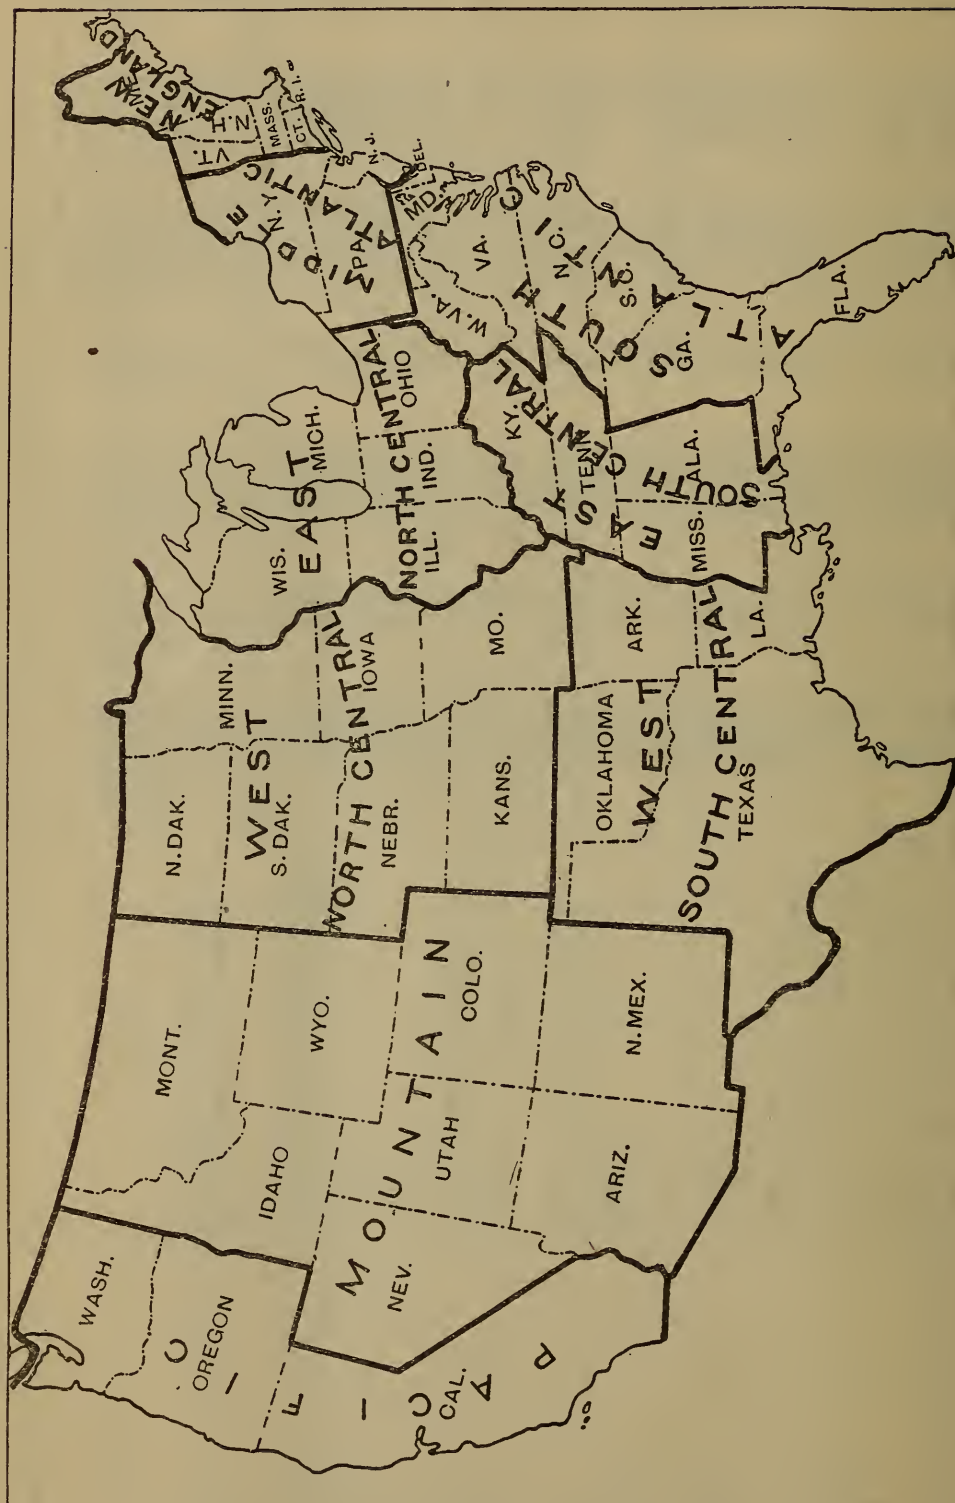 PACIFIC
WASH.
OREGON
CAL.
MOUNTAIN
MONT.
IDAHO
WYO.
NEV.
UTAH
COLO.
ARIZ.
N.MEX.
WEST
NORTH CENTRAL
N.DAK.
S.DAK.
NEBR.
KANS.
MINN.
IOWA
MO.
WEST
SOUTH CENTRAL
OKLAHOMA
TEXAS
ARK.
LA.
EAST
NORTH CENTRAL
WIS.
MICH.
ILL.
IND.
OHIO
EAST
SOUTH CENTRAL
KY.
TENN.
MISS.
ALA.
SOUTH ATLANTIC
DEL.
MD.
W.VA.
VA.
N.C.
S.C.
GA.
FLA.
MIDDLE
ATLANTIC
N.Y.
PA.
N.J.
NEW
ENGLAND
ME.
N.H.
VT.
MASS.
CT.
R.I.